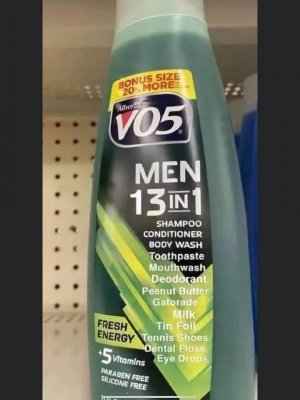 BONUS SIZE
20% MORE
Alberto
VO5
MEN
13 IN 1
SHAMPOO
CONDITIONER
BODY WASH
Toothpaste
Mouthwash
Deodorant
Peanut Butter
Gatorade
Milk
Tin Foil
Tennis Shoes
Dental Floss
Eye Drops
FRESH
ENERGY
+5 Vitamins
PARABEN FREE
SILICONE FREE